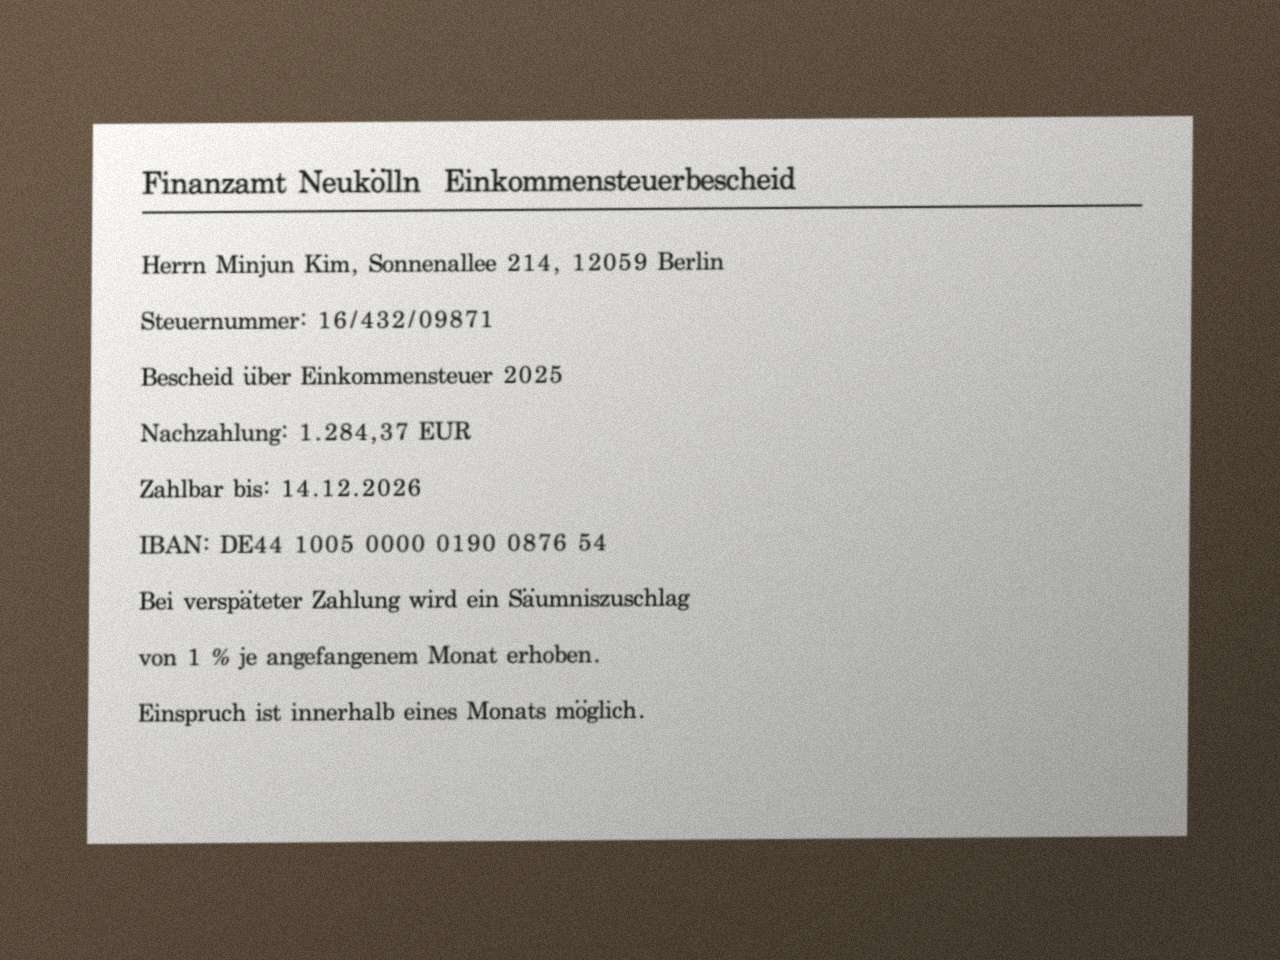 Finanzamt Neukölln Einkommensteuerbescheid
Herrn Minjun Kim, Sonnenallee 214, 12059 Berlin
Steuernummer: 16/432/09871
Bescheid über Einkommensteuer 2025
Nachzahlung: 1.284,37 EUR
Zahlbar bis: 14.12.2026
IBAN: DE44 1005 0000 0190 0876 54
Bei verspäteter Zahlung wird ein Säumniszuschlag
von 1 % je angefangenem Monat erhoben.
Einspruch ist innerhalb eines Monats möglich.